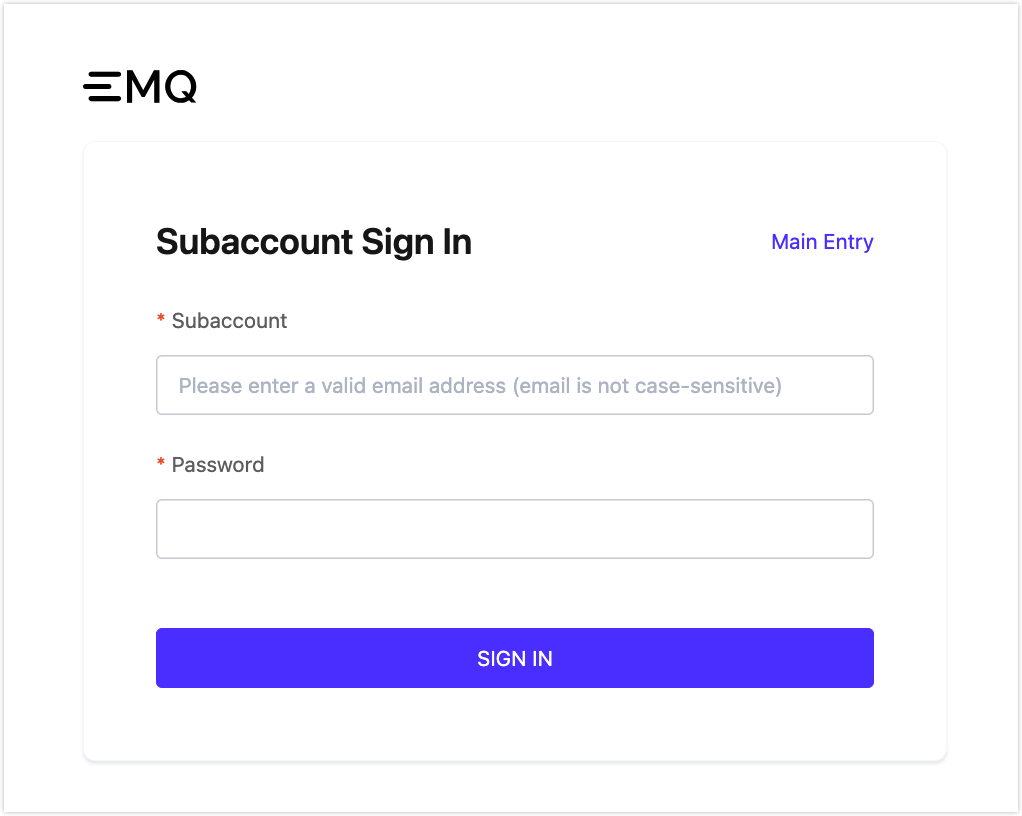 EMQ
Subaccount Sign In
Main Entry
* Subaccount
Please enter a valid email address (email is not case-sensitive)
* Password
SIGN IN